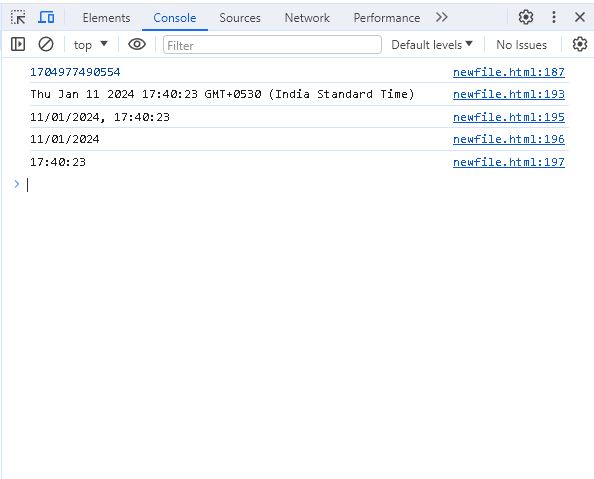 Elements Console Sources Network Performance
top Filter Default levels No Issues
1704977490554 newfile.html:187
Thu Jan 11 2024 17:40:23 GMT+0530 (India Standard Time) newfile.html:193
11/01/2024, 17:40:23 newfile.html:195
11/01/2024 newfile.html:196
17:40:23 newfile.html:197